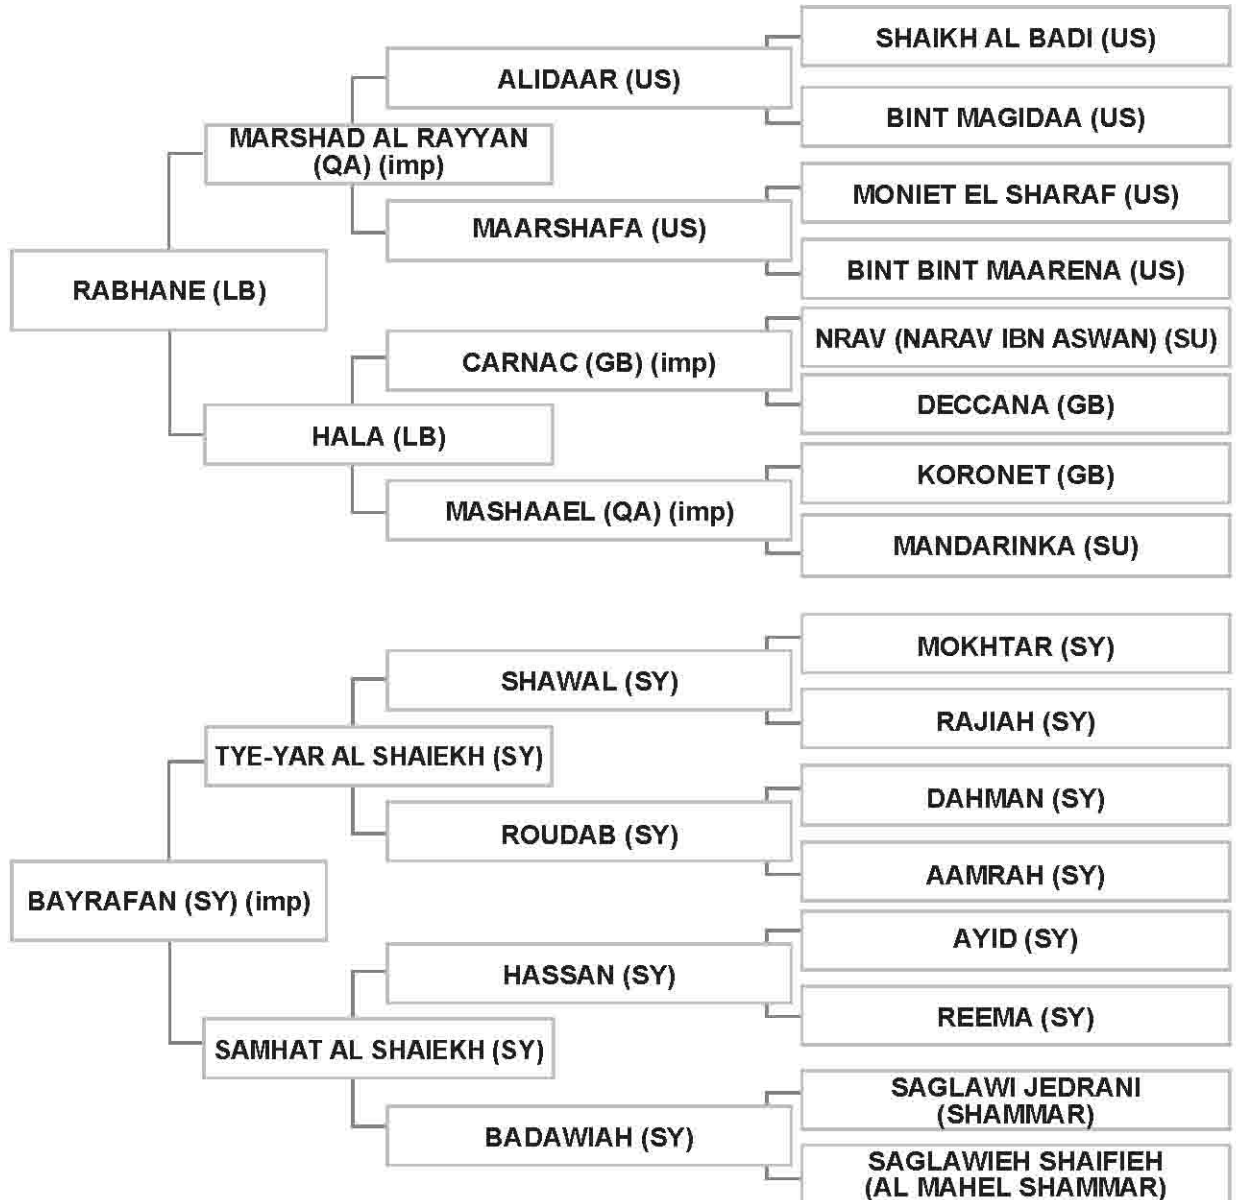 SHAIKH AL BADI (US)
ALIDAAR (US)
BINT MAGIDAA (US)
MARSHAD AL RAYYAN
(QA) (imp)
MONIET EL SHARAF (US)
MAARSHAFA (US)
BINT BINT MAARENA (US)
RABHANE (LB)
NRAV (NARAV IBN ASWAN) (SU)
CARNAC (GB) (imp)
DECCANA (GB)
HALA (LB)
KORONET (GB)
MASHAAEL (QA) (imp)
MANDARINKA (SU)
MOKHTAR (SY)
SHAWAL (SY)
RAJIAH (SY)
TYE-YAR AL SHAIEKH (SY)
DAHMAN (SY)
ROUDAB (SY)
AAMRAH (SY)
BAYRAFAN (SY) (imp)
AYID (SY)
HASSAN (SY)
REEMA (SY)
SAMHAT AL SHAIEKH (SY)
SAGLAWI JEDRANI
(SHAMMAR)
BADAWIAH (SY)
SAGLAWIEH SHAIFIEH
(AL MAHEL SHAMMAR)